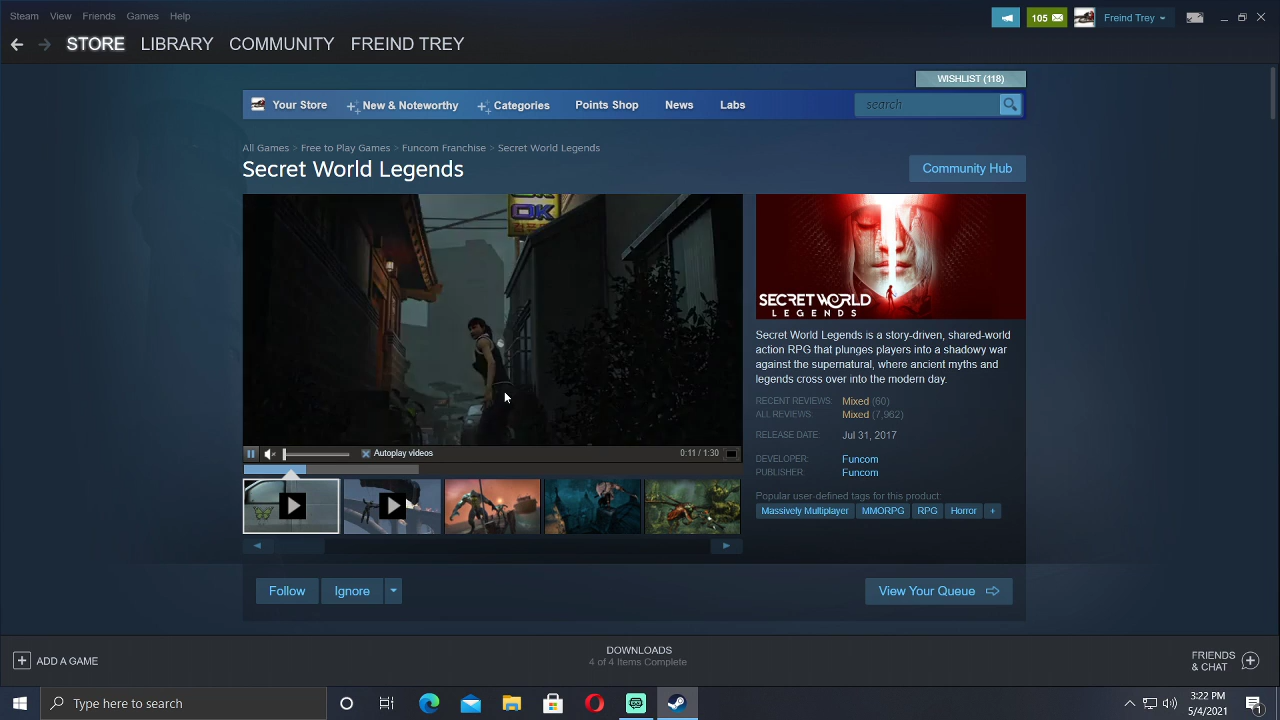 Steam View Friends Games Help
105 Freind Trey
STORE LIBRARY COMMUNITY FREIND TREY
WISHLIST (118)
Your Store New & Noteworthy Categories Points Shop News Labs search
All Games > Free to Play Games > Funcom Franchise > Secret World Legends
Secret World Legends
Community Hub
OK
SECRET WORLD
LEGENDS
Secret World Legends is a story-driven, shared-world
action RPG that plunges players into a shadowy war
against the supernatural, where ancient myths and
legends cross over into the modern day.
RECENT REVIEWS: Mixed (60)
ALL REVIEWS: Mixed (7,962)
RELEASE DATE: Jul 31, 2017
DEVELOPER: Funcom
PUBLISHER: Funcom
Popular user-defined tags for this product:
Massively Multiplayer MMORPG RPG Horror +
Autoplay videos 0:11 / 1:30
Follow Ignore View Your Queue
ADD A GAME
DOWNLOADS
4 of 4 Items Complete
FRIENDS
& CHAT
Type here to search
3:22 PM
5/4/2021